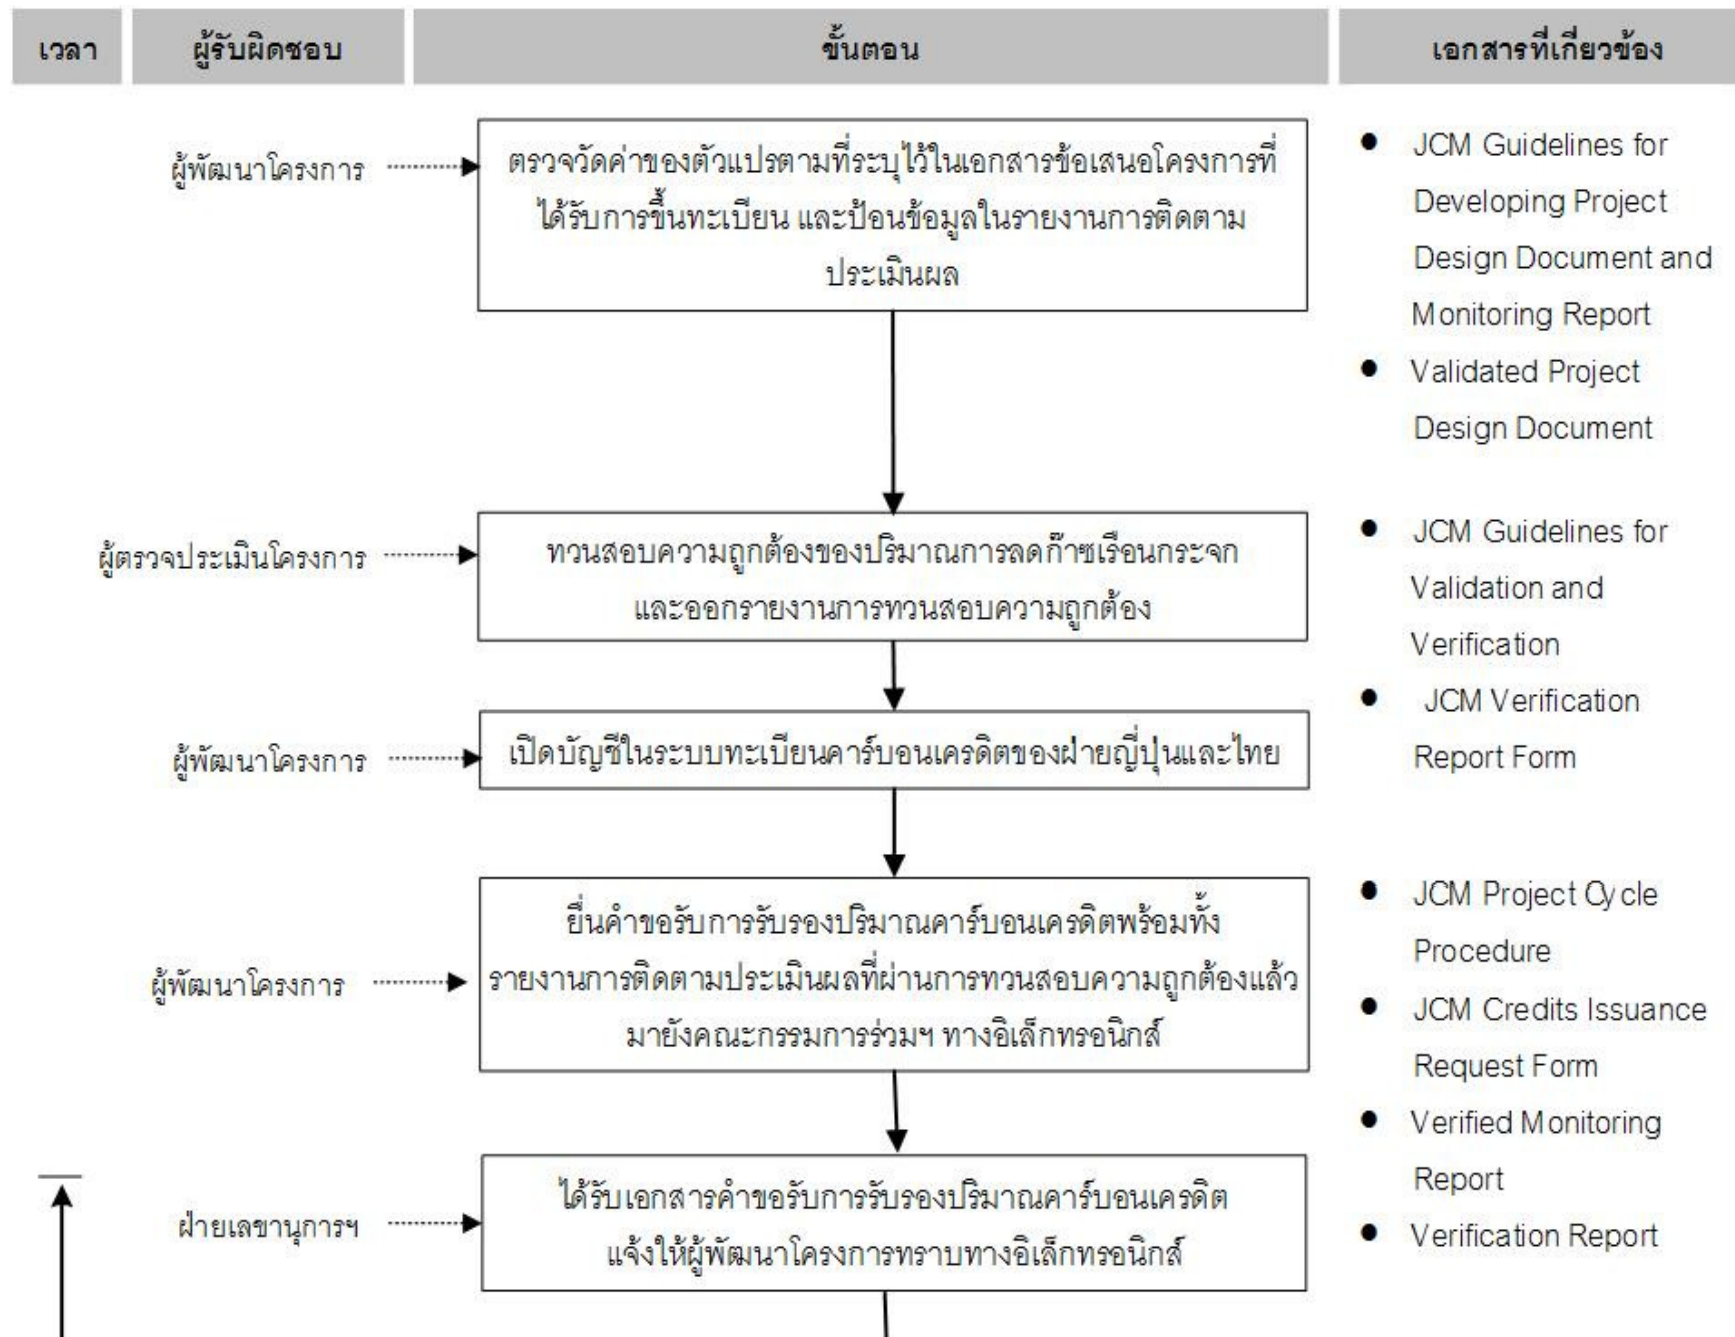 เวลา
ผู้รับผิดชอบ
ขั้นตอน
เอกสารที่เกี่ยวข้อง
ผู้พัฒนาโครงการ
ตรวจวัดค่าของตัวแปรตามที่ระบุไว้ในเอกสารข้อเสนอโครงการที่
ได้รับการขึ้นทะเบียน และป้อนข้อมูลในรายงานการติดตาม
ประเมินผล
● JCM Guidelines for
Developing Project
Design Document and
Monitoring Report
● Validated Project
Design Document
ผู้ตรวจประเมินโครงการ
ทวนสอบความถูกต้องของปริมาณการลดก๊าซเรือนกระจก
และออกรายงานการทวนสอบความถูกต้อง
● JCM Guidelines for
Validation and
Verification
● JCM Verification
Report Form
ผู้พัฒนาโครงการ
เปิดบัญชีในระบบทะเบียนคาร์บอนเครดิตของฝ่ายญี่ปุ่นและไทย
ผู้พัฒนาโครงการ
ยื่นคำขอรับการรับรองปริมาณคาร์บอนเครดิตพร้อมทั้ง
รายงานการติดตามประเมินผลที่ผ่านการทวนสอบความถูกต้องแล้ว
มายังคณะกรรมการร่วมฯ ทางอิเล็กทรอนิกส์
● JCM Project Cycle
Procedure
● JCM Credits Issuance
Request Form
● Verified Monitoring
Report
● Verification Report
ฝ่ายเลขานุการฯ
ได้รับเอกสารคำขอรับการรับรองปริมาณคาร์บอนเครดิต
แจ้งให้ผู้พัฒนาโครงการทราบทางอิเล็กทรอนิกส์